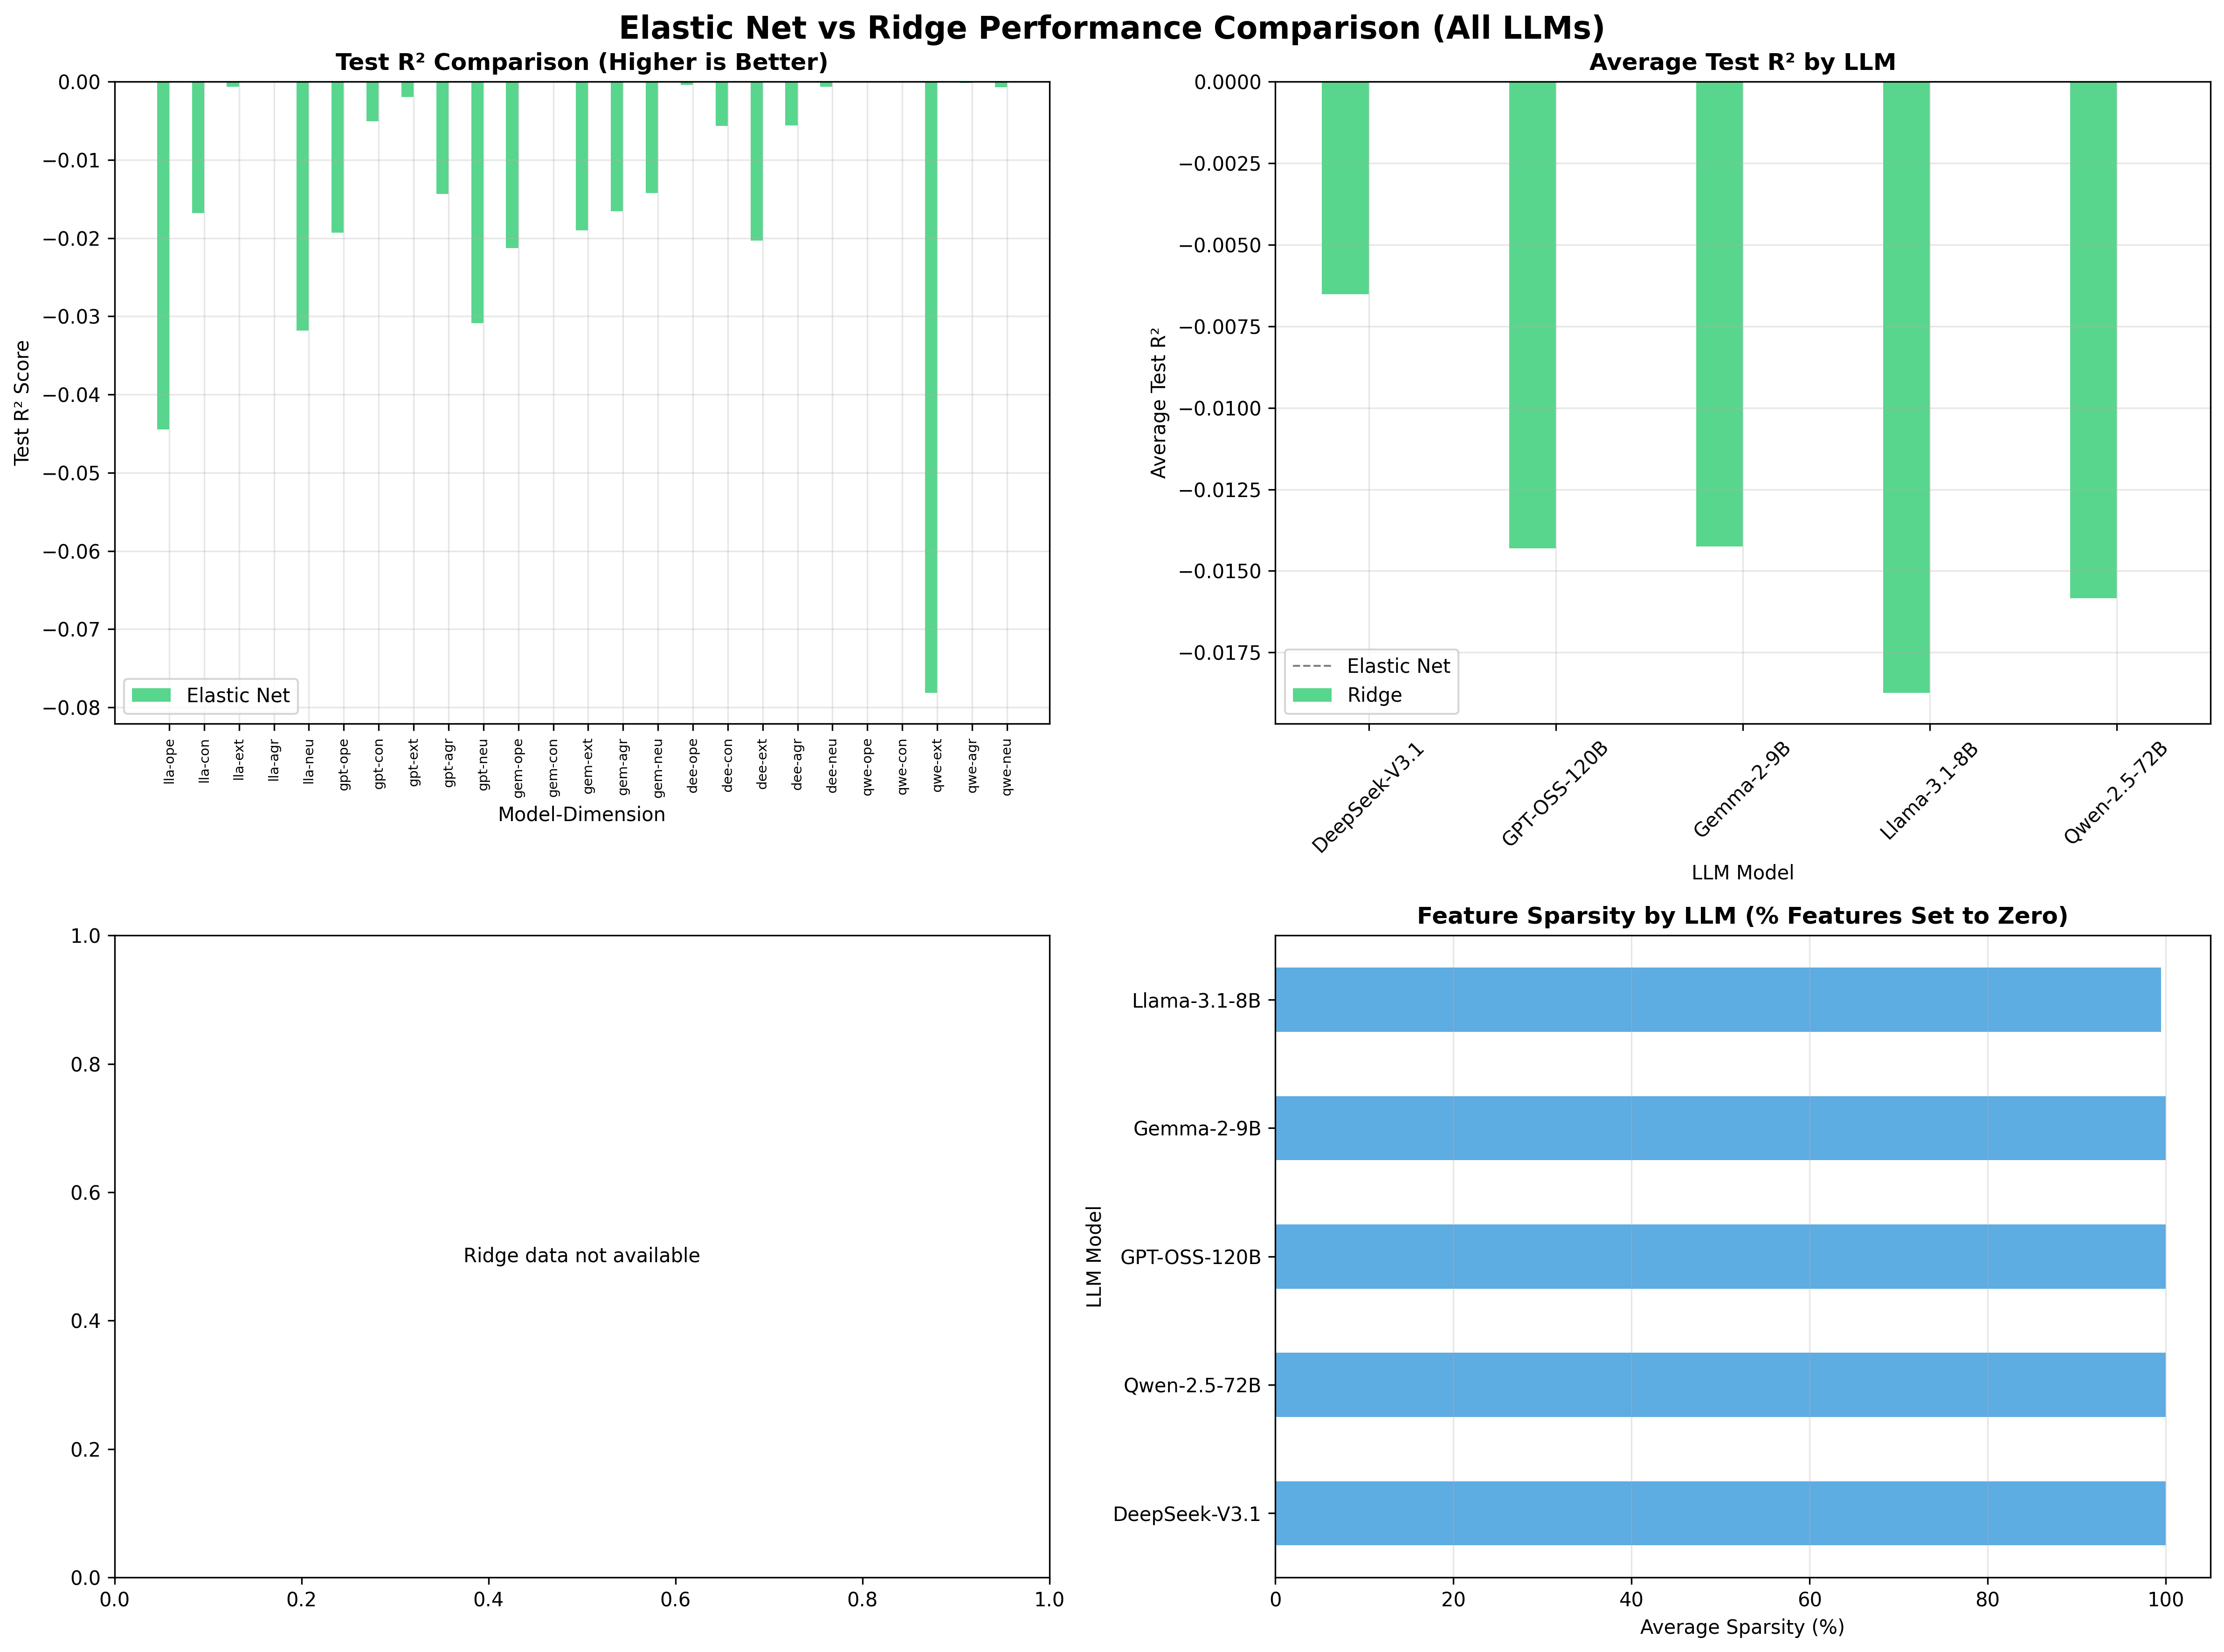 Elastic Net vs Ridge Performance Comparison (All LLMs)
Test R² Comparison (Higher is Better)
Test R² Score
0.00
−0.01
−0.02
−0.03
−0.04
−0.05
−0.06
−0.07
−0.08
Elastic Net
lla-ope
lla-con
lla-ext
lla-agr
lla-neu
gpt-ope
gpt-con
gpt-ext
gpt-agr
gpt-neu
gem-ope
gem-con
gem-ext
gem-agr
gem-neu
dee-ope
dee-con
dee-ext
dee-agr
dee-neu
qwe-ope
qwe-con
qwe-ext
qwe-agr
qwe-neu
Model-Dimension
Average Test R² by LLM
Average Test R²
0.0000
−0.0025
−0.0050
−0.0075
−0.0100
−0.0125
−0.0150
−0.0175
Elastic Net
Ridge
DeepSeek-V3.1
GPT-OSS-120B
Gemma-2-9B
Llama-3.1-8B
Qwen-2.5-72B
LLM Model
1.0
0.8
0.6
0.4
0.2
0.0
Ridge data not available
0.0
0.2
0.4
0.6
0.8
1.0
Feature Sparsity by LLM (% Features Set to Zero)
LLM Model
Llama-3.1-8B
Gemma-2-9B
GPT-OSS-120B
Qwen-2.5-72B
DeepSeek-V3.1
0
20
40
60
80
100
Average Sparsity (%)